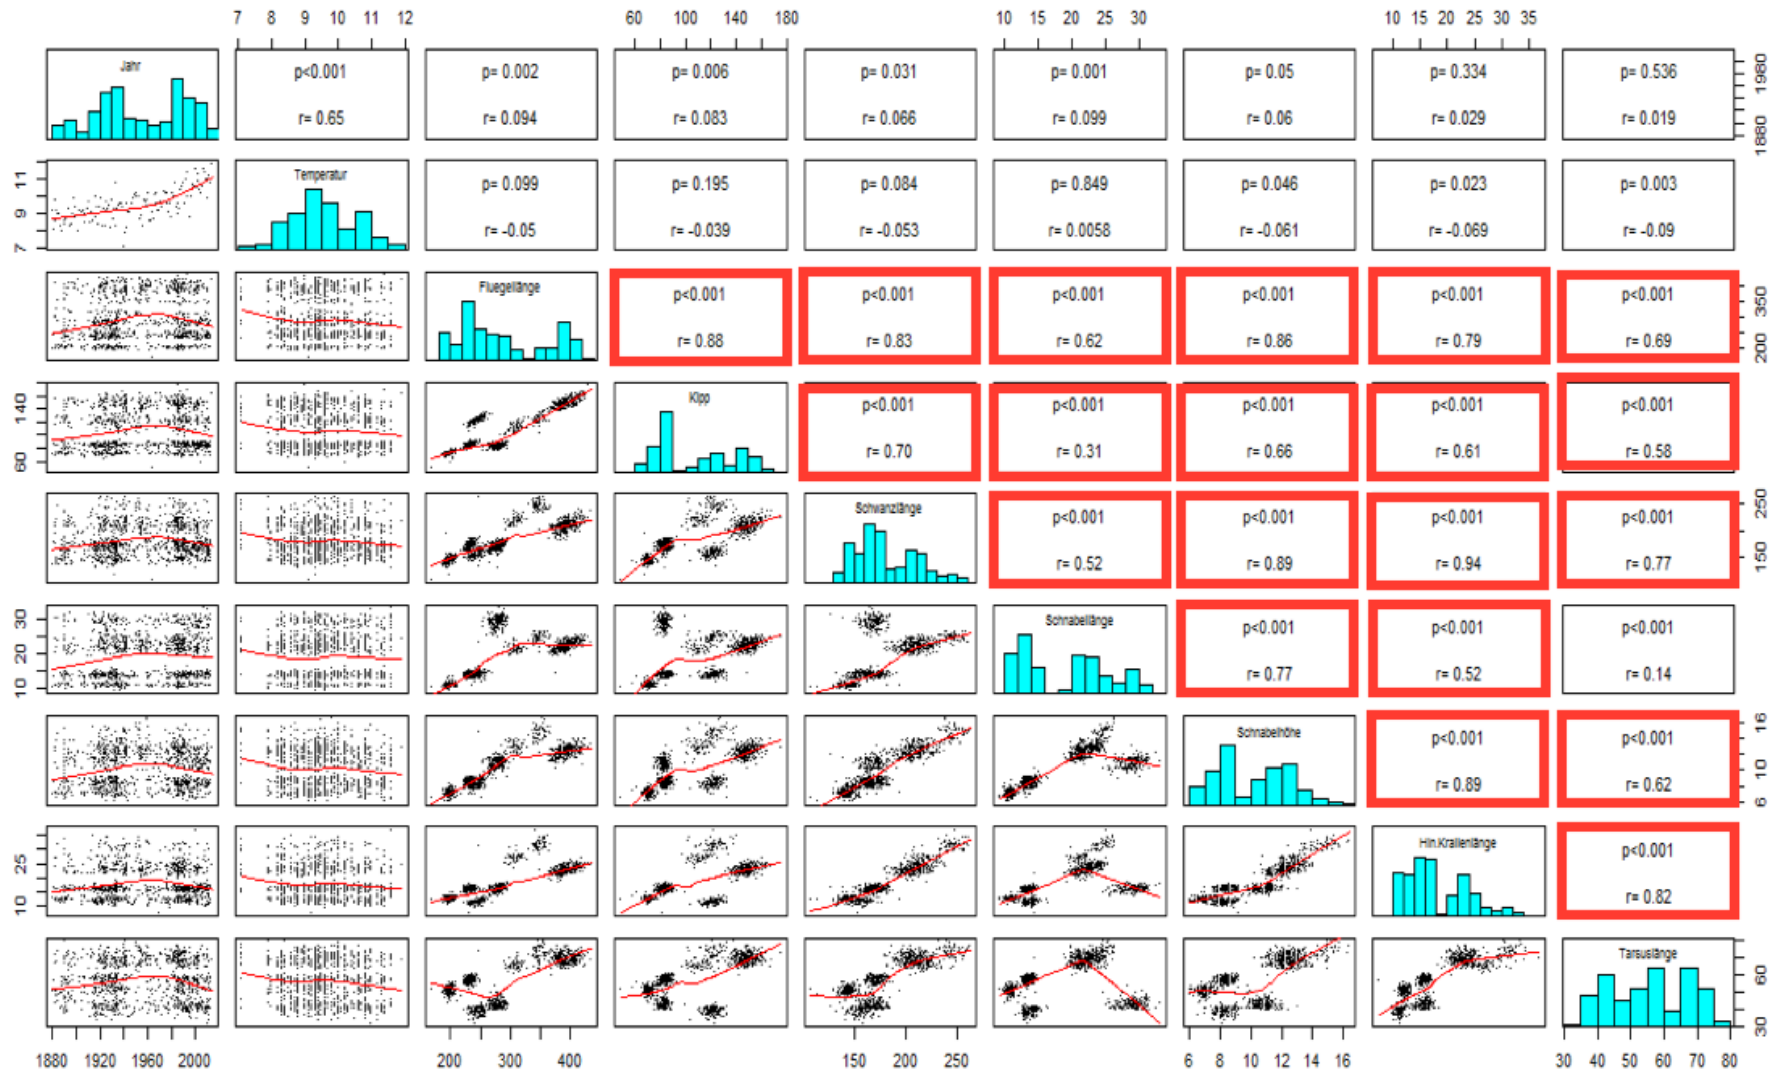 7 8 9 10 11 12 60 100 140 180 10 15 20 25 30 10 15 20 25 30 35
Jahr p<0.001 p= 0.002 p= 0.006 p= 0.031 p= 0.001 p= 0.05 p= 0.334 p= 0.536 1980
r= 0.65 r= 0.094 r= 0.083 r= 0.066 r= 0.099 r= 0.06 r= 0.029 r= 0.019 1880
11 Temperatur p= 0.099 p= 0.195 p= 0.084 p= 0.849 p= 0.046 p= 0.023 p= 0.003
9 r= -0.05 r= -0.039 r= -0.053 r= 0.0058 r= -0.061 r= -0.069 r= -0.09
7
Fluegellänge p<0.001 p<0.001 p<0.001 p<0.001 p<0.001 p<0.001 350
r= 0.88 r= 0.83 r= 0.62 r= 0.86 r= 0.79 r= 0.69 200
140 Kipp p<0.001 p<0.001 p<0.001 p<0.001 p<0.001
60 r= 0.70 r= 0.31 r= 0.66 r= 0.61 r= 0.58
Schwanzlänge p<0.001 p<0.001 p<0.001 p<0.001 250
r= 0.52 r= 0.89 r= 0.94 r= 0.77 150
30 Schnabellänge p<0.001 p<0.001 p<0.001
20
10 r= 0.77 r= 0.52 r= 0.14
Schnabelhöhe p<0.001 p<0.001 16
10
r= 0.89 r= 0.62 6
25 Hin.Krallenlänge p<0.001
10 r= 0.82
Tarsuslänge 60
30
1880 1920 1960 2000 200 300 400 150 200 250 6 8 10 12 14 16 30 40 50 60 70 80